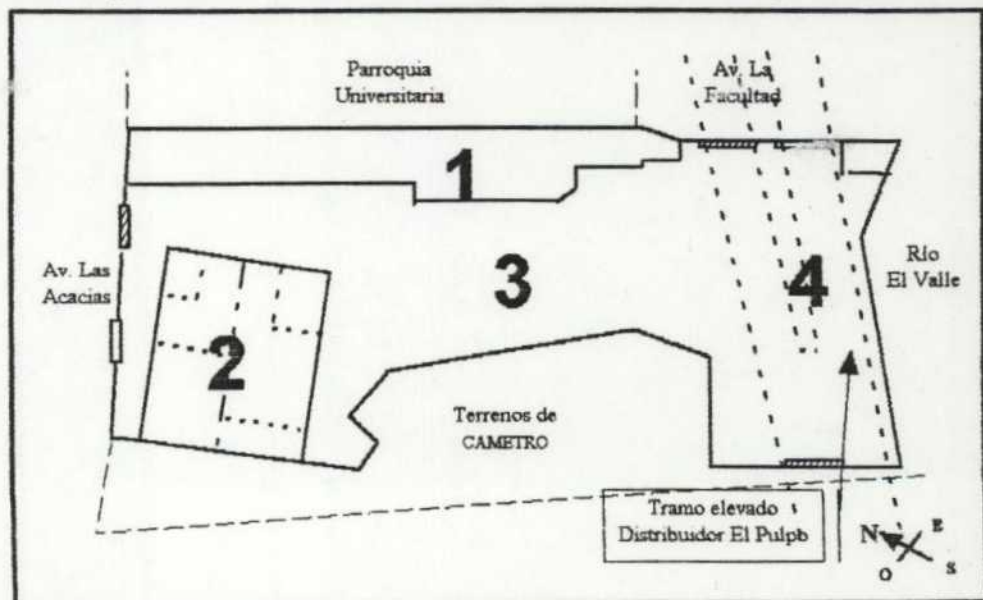 Parroquia
Universitaria
Av. La
Facultad
1
Av. Las
Acacias
3
4
Río
El Valle
2
Terrenos de
CAMETRO
Tramo elevado
Distribuidor El Pulpb
N
E
O
S